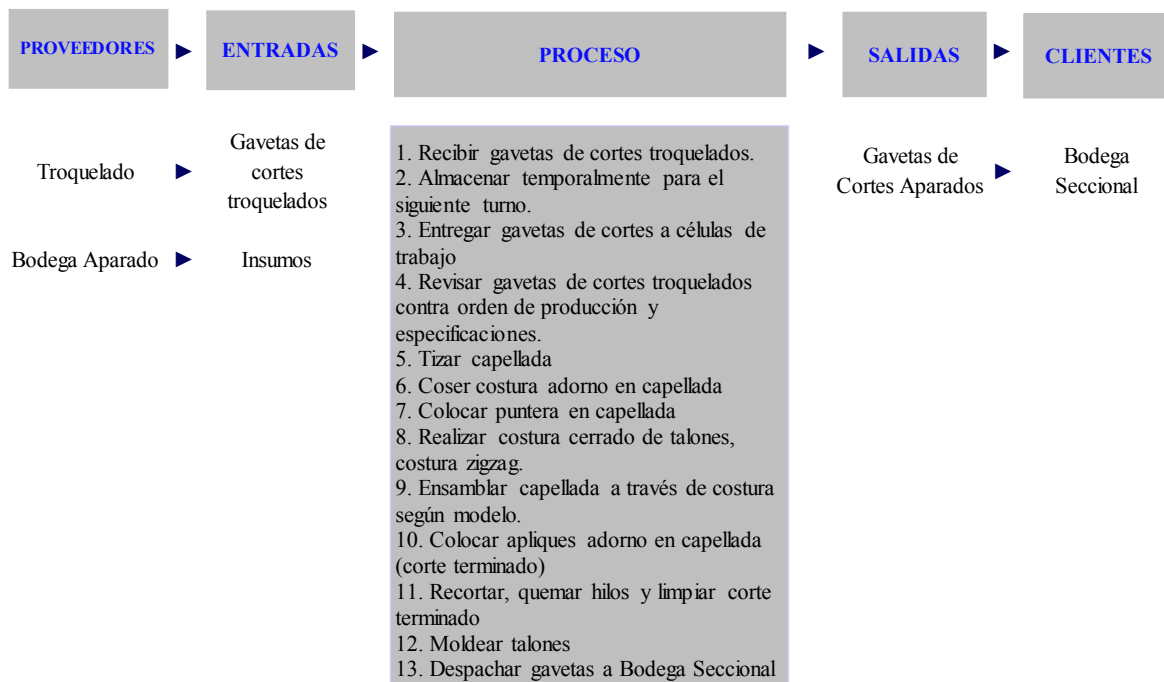 PROVEEDORES
ENTRADAS
PROCESO
SALIDAS
CLIENTES
Troquelado
Gavetas de
cortes
troquelados
Bodega Aparado
Insumos
1. Recibir gavetas de cortes troquelados.
2. Almacenar temporalmente para el
siguiente turno.
3. Entregar gavetas de cortes a células de
trabajo
4. Revisar gavetas de cortes troquelados
contra orden de producción y
especificaciones.
5. Tizar capellada
6. Coser costura adorno en capellada
7. Colocar puntera en capellada
8. Realizar costura cerrado de talones,
costura zigzag.
9. Ensamblar capellada a través de costura
según modelo.
10. Colocar apliques adorno en capellada
(corte terminado)
11. Recortar, quemar hilos y limpiar corte
terminado
12. Moldear talones
13. Despachar gavetas a Bodega Seccional
Gavetas de
Cortes Aparados
Bodega
Seccional